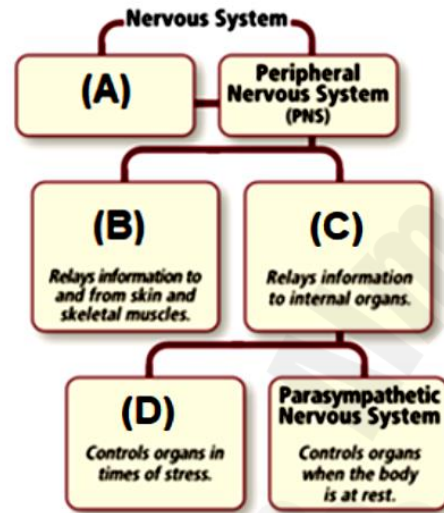 Nervous System
(A)
Peripheral
Nervous System
(PNS)
(B)
Relays information to
and from skin and
skeletal muscles.
(C)
Relays information
to internal organs.
(D)
Controls organs in
times of stress.
Parasympathetic
Nervous System
Controls organs
when the body
is at rest.